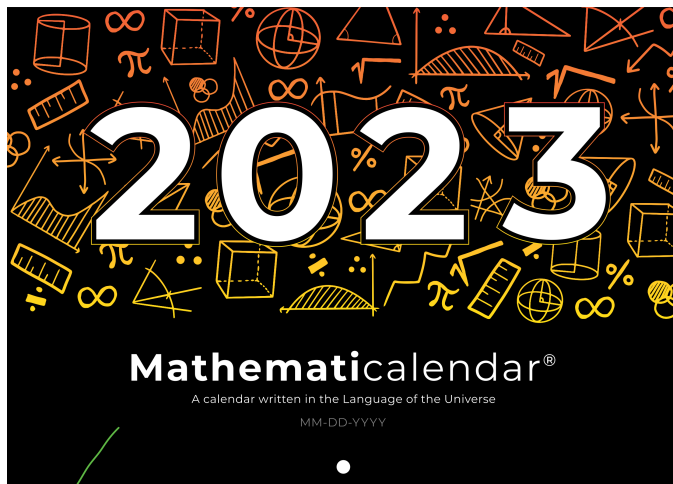 2023
Mathematicalendar®
A calendar written in the Language of the Universe
MM-DD-YYYY